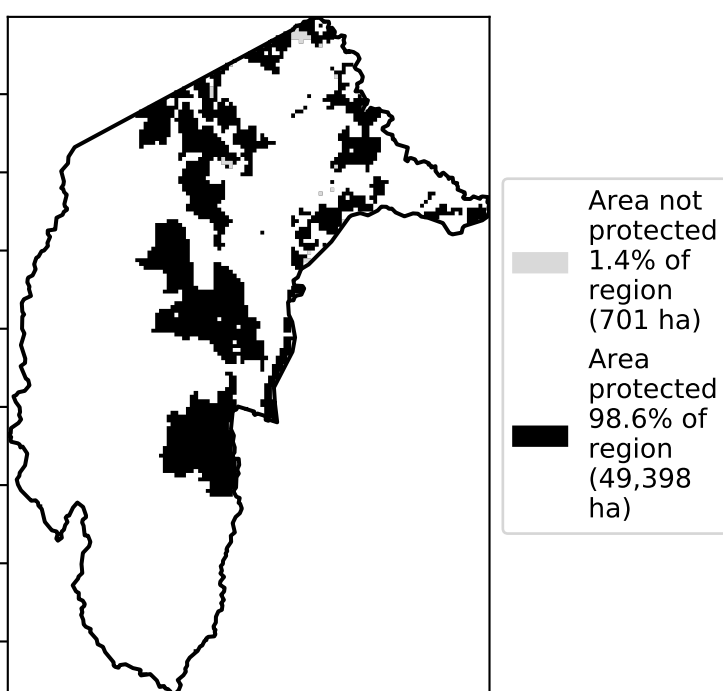 Area not
protected
1.4% of
region
(701 ha)
Area
protected
98.6% of
region
(49,398
ha)